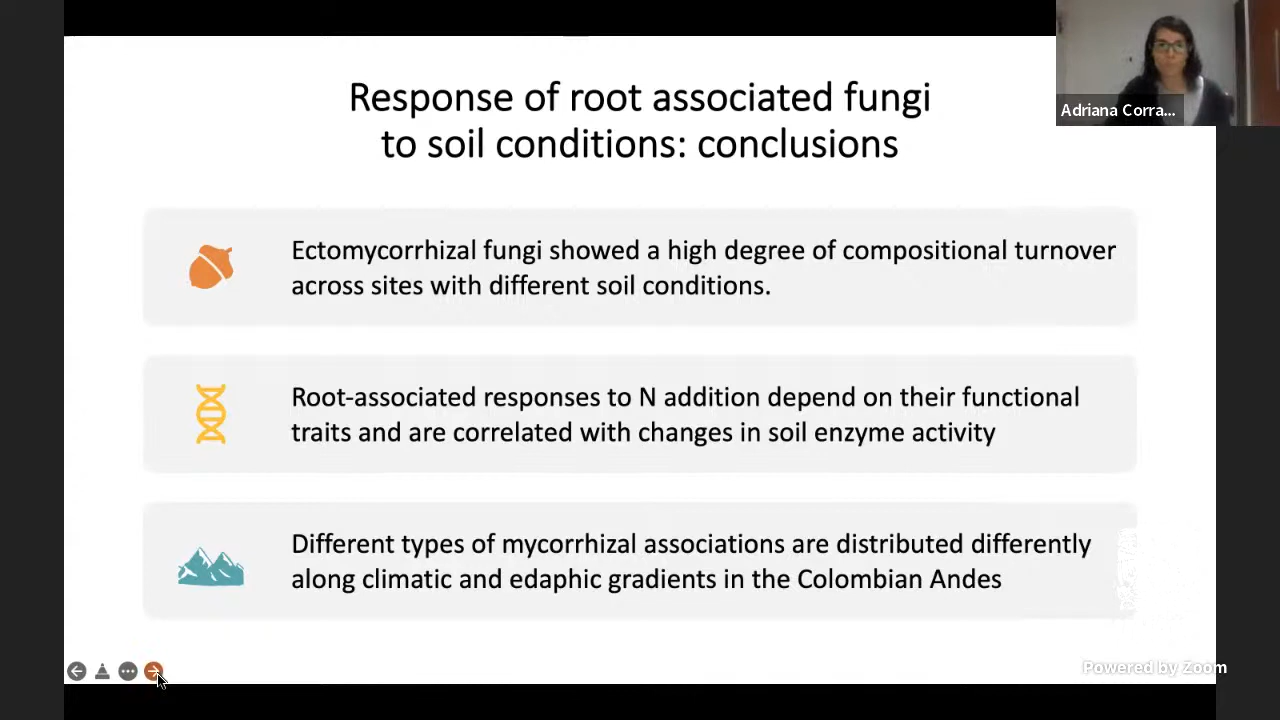 Response of root associated fungi
to soil conditions: conclusions
Adriana Corra...
Ectomycorrhizal fungi showed a high degree of compositional turnover
across sites with different soil conditions.
Root-associated responses to N addition depend on their functional
traits and are correlated with changes in soil enzyme activity
Different types of mycorrhizal associations are distributed differently
along climatic and edaphic gradients in the Colombian Andes
Powered by Zoom